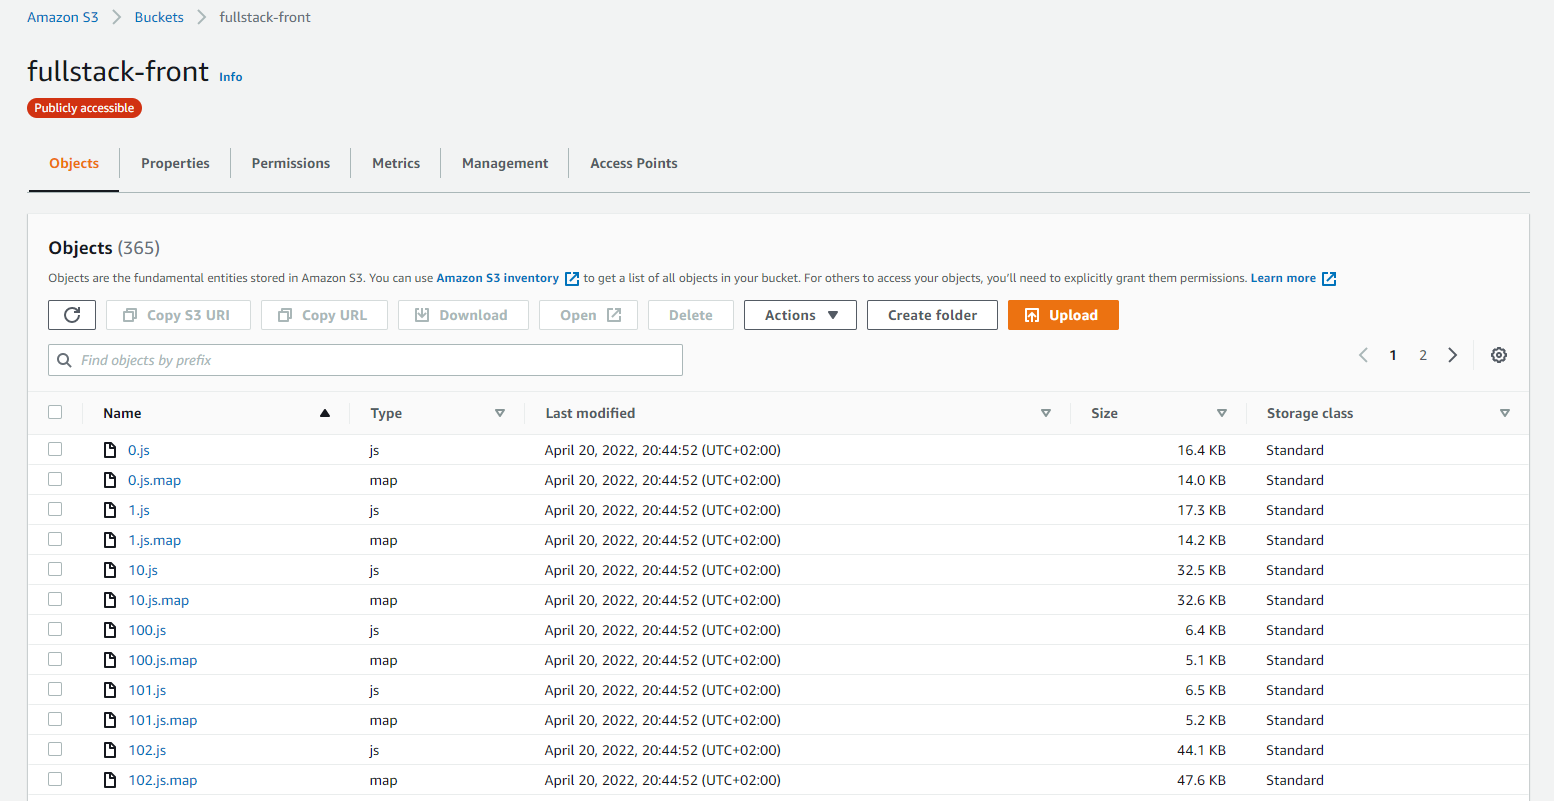 Amazon S3 > Buckets > fullstack-front
fullstack-front Info
Publicly accessible
Objects Properties Permissions Metrics Management Access Points
Objects (365)
Objects are the fundamental entities stored in Amazon S3. You can use Amazon S3 inventory to get a list of all objects in your bucket. For others to access your objects, you'll need to explicitly grant them permissions. Learn more
Copy S3 URI Copy URL Download Open Delete Actions Create folder Upload
Find objects by prefix
1 2
Name Type Last modified Size Storage class
0.js js April 20, 2022, 20:44:52 (UTC+02:00) 16.4 KB Standard
0.js.map map April 20, 2022, 20:44:52 (UTC+02:00) 14.0 KB Standard
1.js js April 20, 2022, 20:44:52 (UTC+02:00) 17.3 KB Standard
1.js.map map April 20, 2022, 20:44:52 (UTC+02:00) 14.2 KB Standard
10.js js April 20, 2022, 20:44:52 (UTC+02:00) 32.5 KB Standard
10.js.map map April 20, 2022, 20:44:52 (UTC+02:00) 32.6 KB Standard
100.js js April 20, 2022, 20:44:52 (UTC+02:00) 6.4 KB Standard
100.js.map map April 20, 2022, 20:44:52 (UTC+02:00) 5.1 KB Standard
101.js js April 20, 2022, 20:44:52 (UTC+02:00) 6.5 KB Standard
101.js.map map April 20, 2022, 20:44:52 (UTC+02:00) 5.2 KB Standard
102.js js April 20, 2022, 20:44:52 (UTC+02:00) 44.1 KB Standard
102.js.map map April 20, 2022, 20:44:52 (UTC+02:00) 47.6 KB Standard